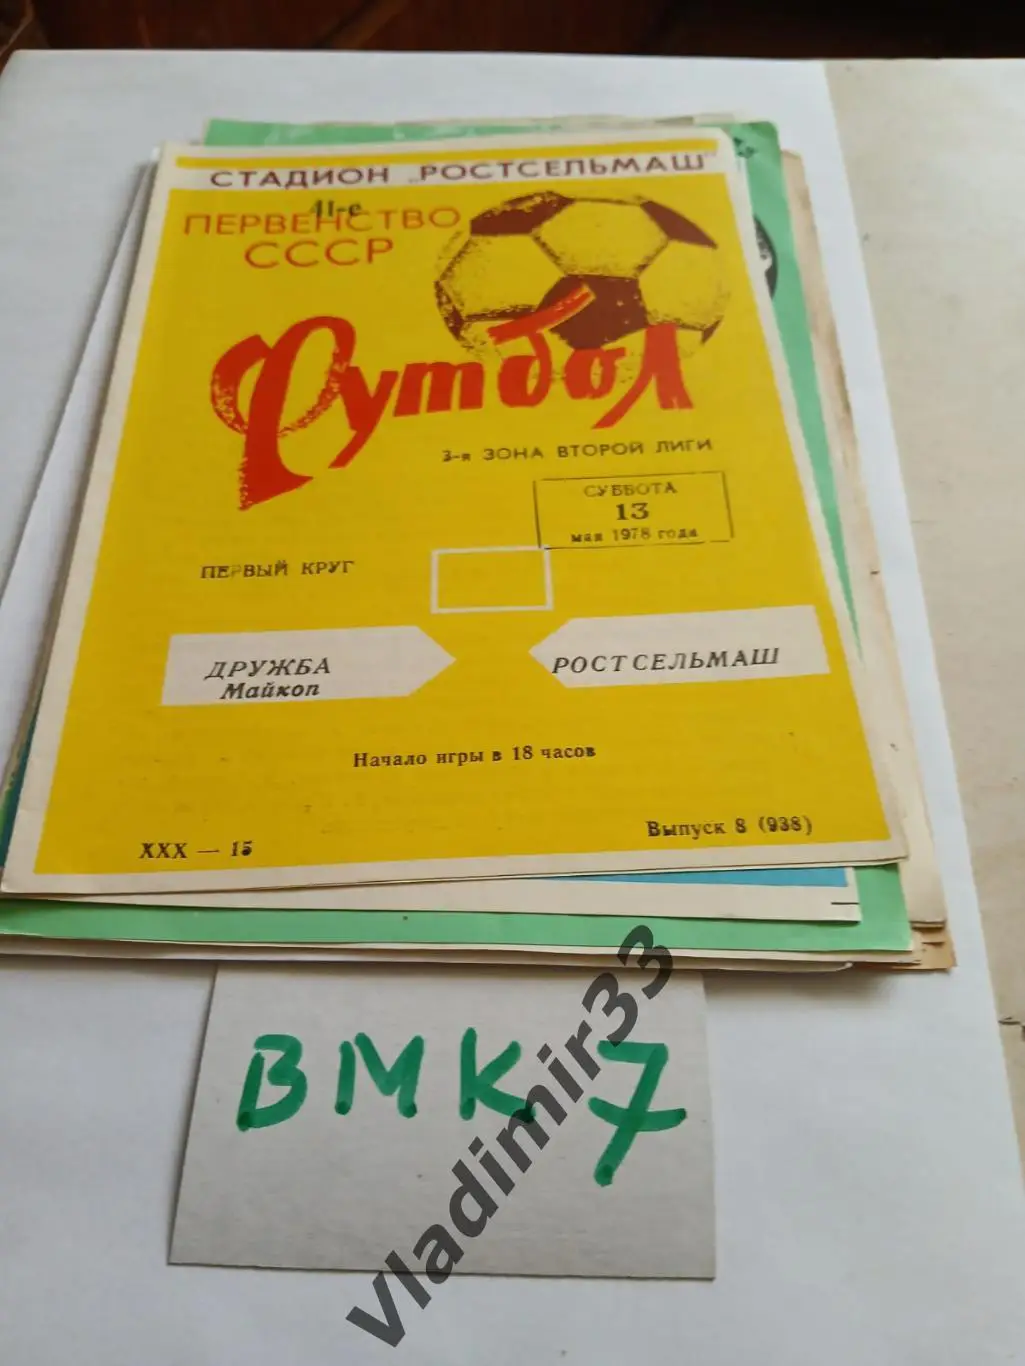 СТАДИОН „РОСТСЕЛЬМАШ"
41-е
ПЕРВЕНСТВО
СССР
Футбол
3-я ЗОНА ВТОРОЙ ЛИГИ
СУББОТА
13
мая 1978 года
ПЕРВЫЙ КРУГ
ДРУЖБА
Майкоп
РОСТСЕЛЬМАШ
Начало игры в 18 часов
XXX — 15
Выпуск 8 (938)
ВМК 7
vladimir33